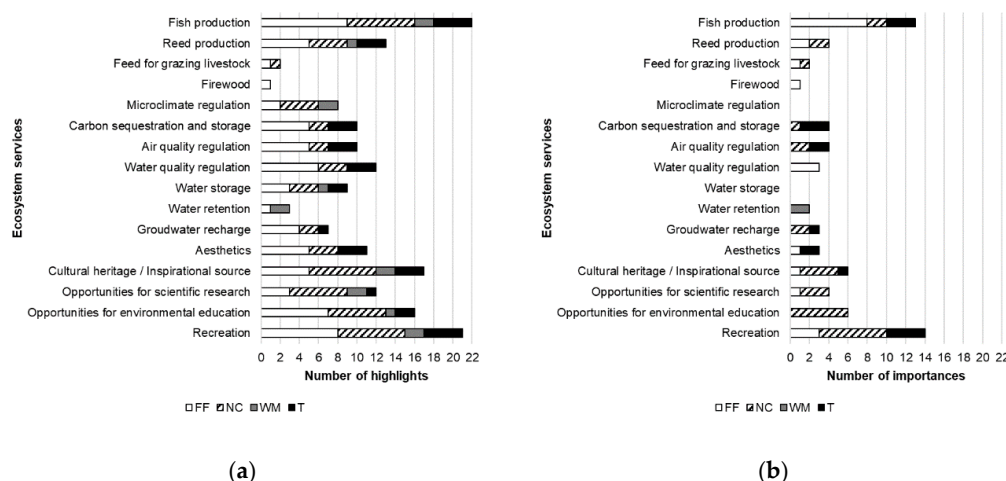 Ecosystem services
Fish production
Reed production
Feed for grazing livestock
Firewood
Microclimate regulation
Carbon sequestration and storage
Air quality regulation
Water quality regulation
Water storage
Water retention
Groudwater recharge
Aesthetics
Cultural heritage / Inspirational source
Opportunities for scientific research
Opportunities for environmental education
Recreation
0 2 4 6 8 10 12 14 16 18 20 22
Number of highlights
FF NC WM T
(a)
Ecosystem services
Fish production
Reed production
Feed for grazing livestock
Firewood
Microclimate regulation
Carbon sequestration and storage
Air quality regulation
Water quality regulation
Water storage
Water retention
Groudwater recharge
Aesthetics
Cultural heritage / Inspirational source
Opportunities for scientific research
Opportunities for environmental education
Recreation
0 2 4 6 8 10 12 14 16 18 20 22
Number of importances
FF NC WM T
(b)